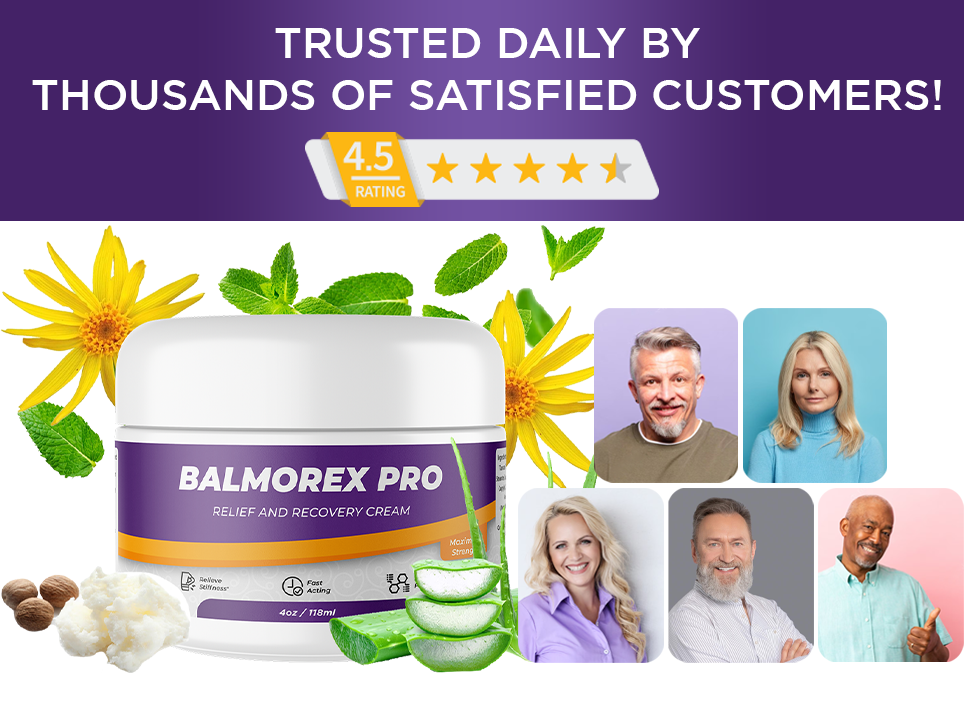 TRUSTED DAILY BY
THOUSANDS OF SATISFIED CUSTOMERS!
4.5
RATING
BALMOREX PRO
RELIEF AND RECOVERY CREAM
Relieve
Stiffness*
Fast
Acting
4oz / 118ml